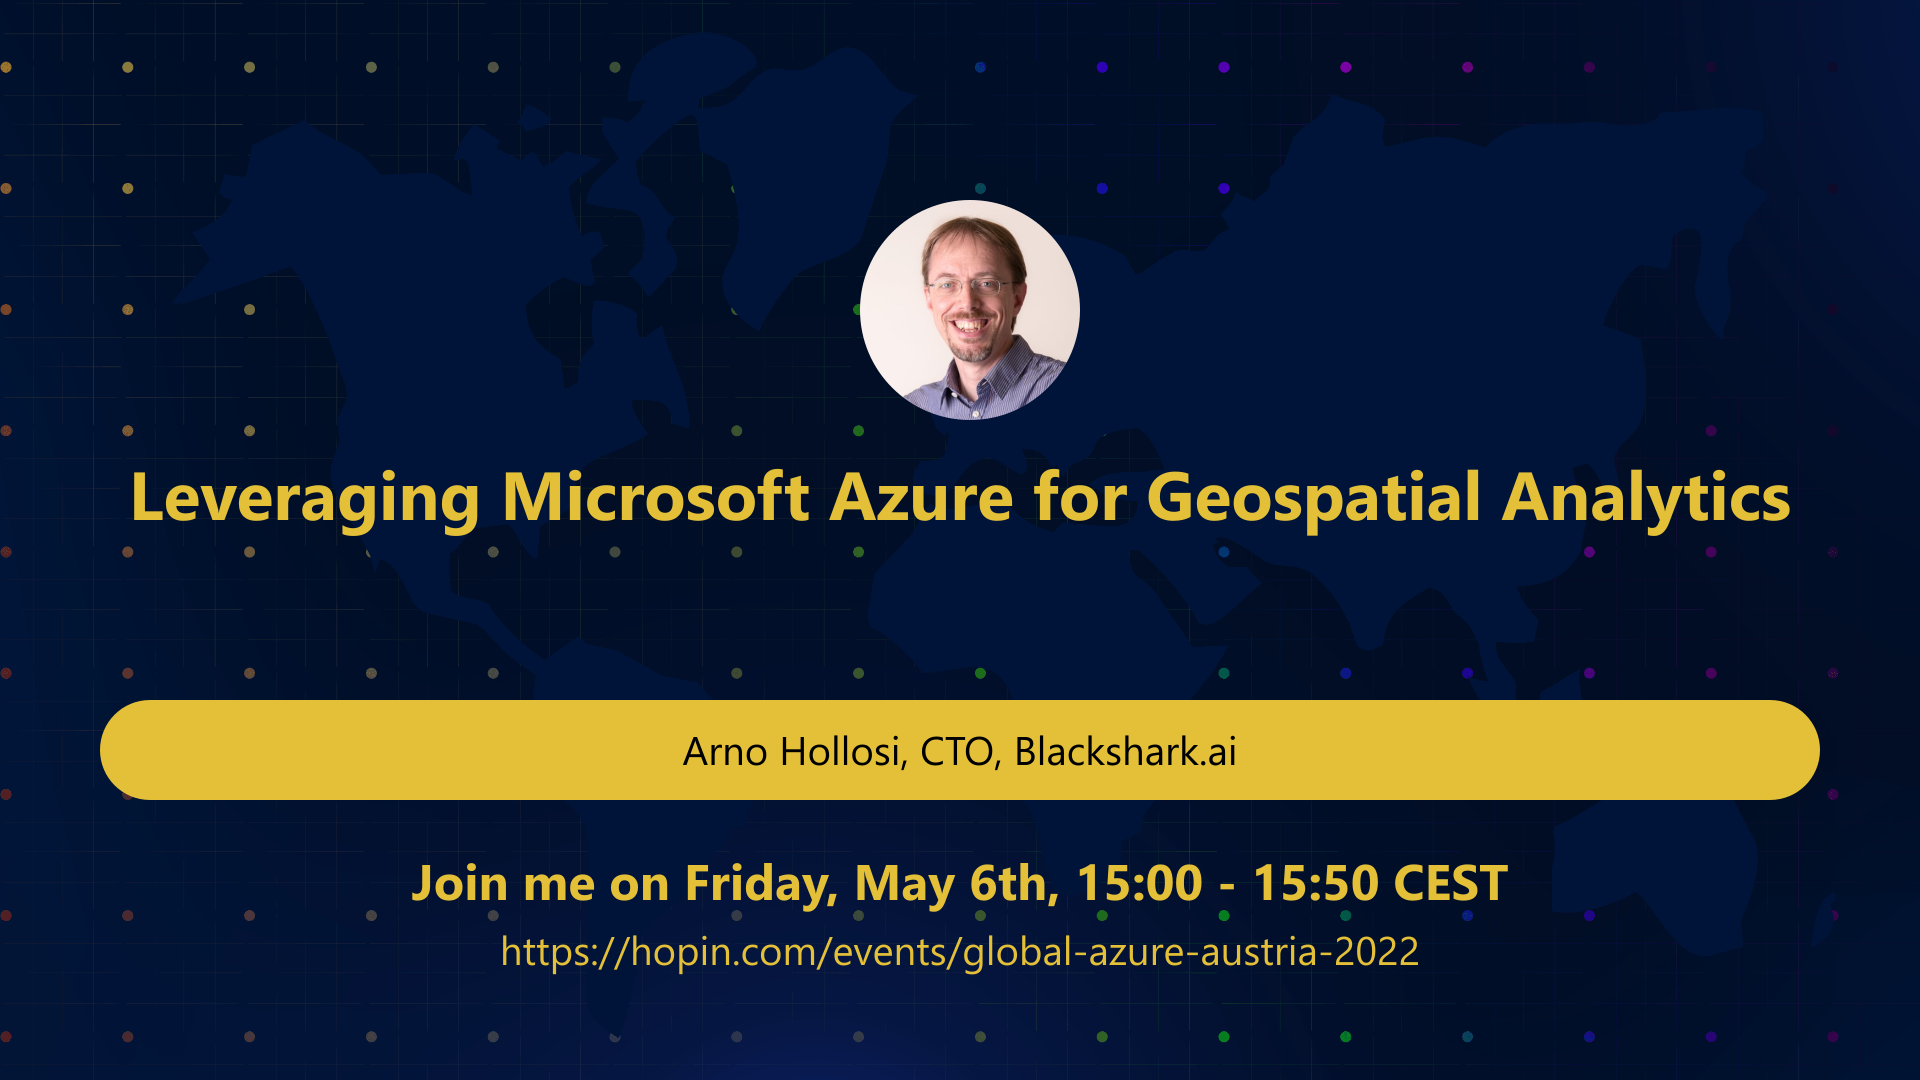 Leveraging Microsoft Azure for Geospatial Analytics
Arno Hollosi, CTO, Blackshark.ai
Join me on Friday, May 6th, 15:00 - 15:50 CEST
https://hopin.com/events/global-azure-austria-2022